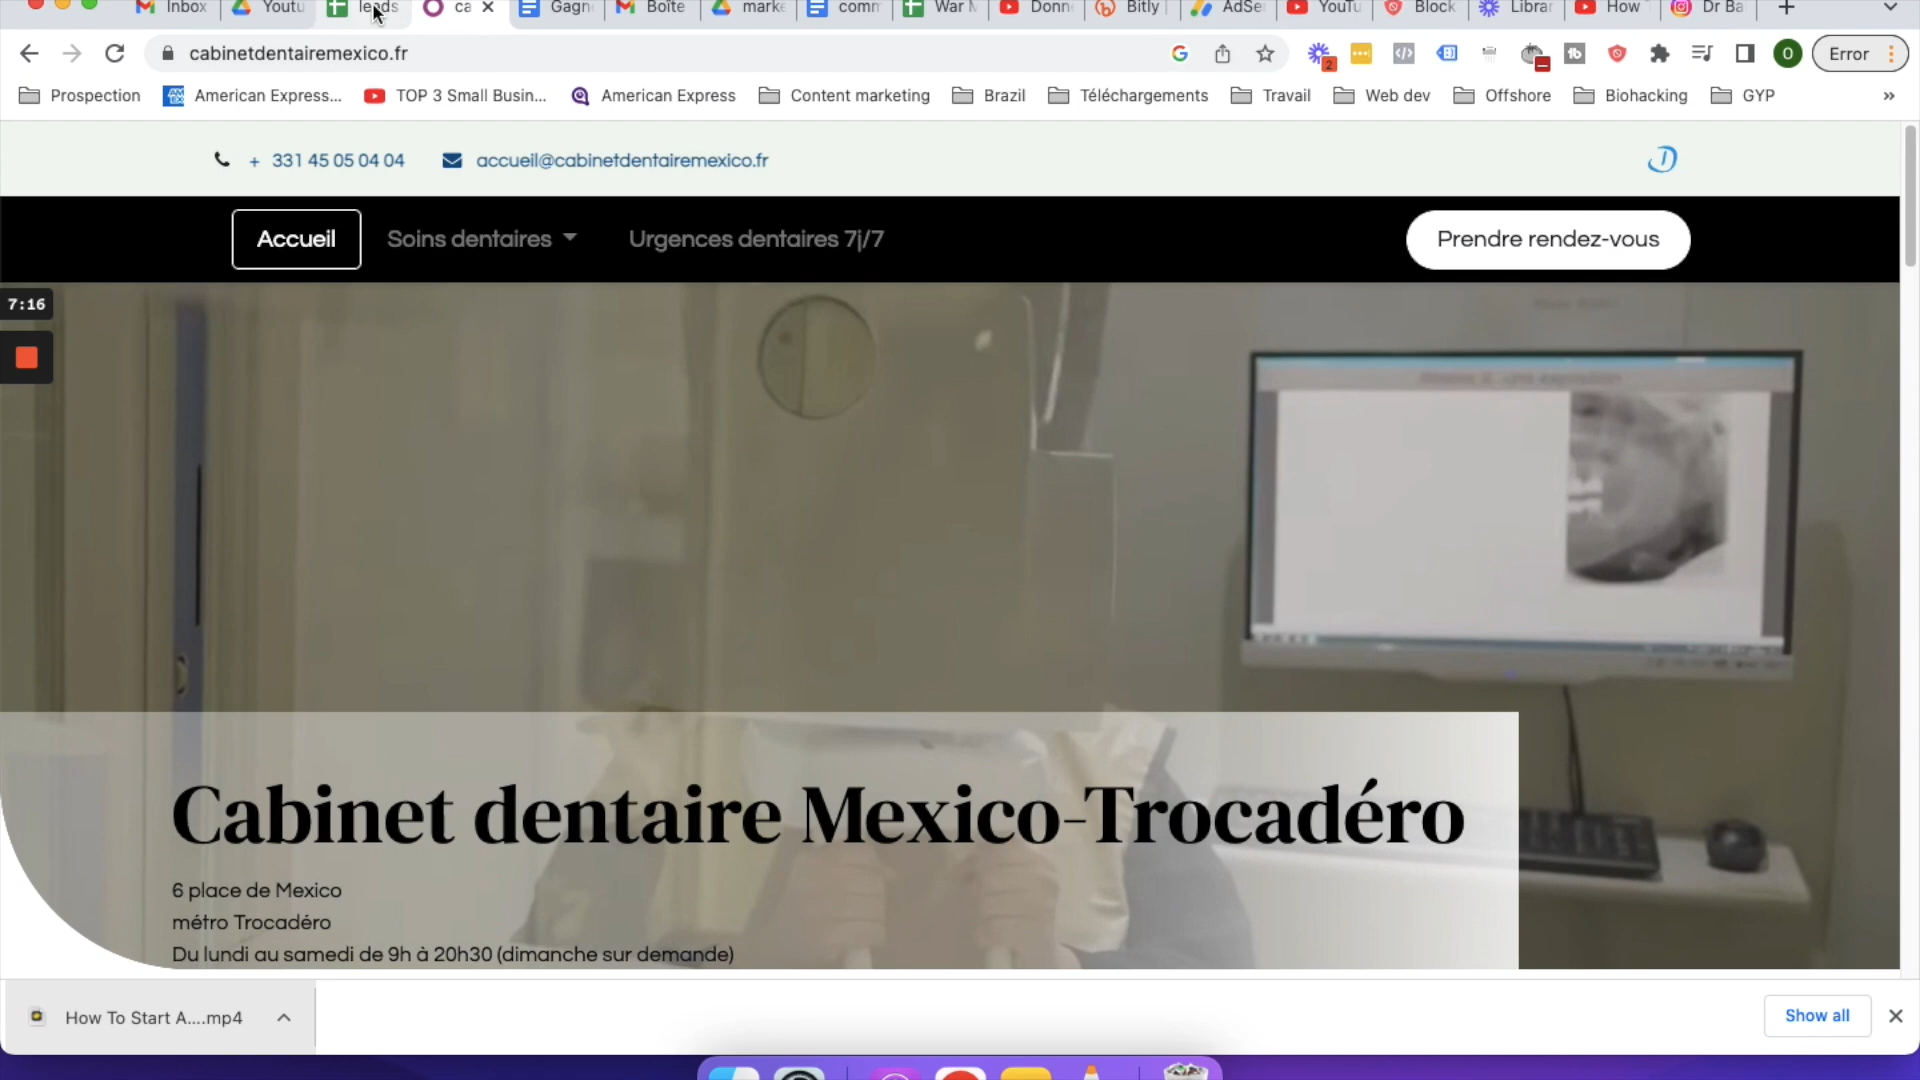 Inbox
Youtu
leads
ca
Gagn
Boîte
marke
comm
War M
Donn
Bitly
AdSe
YouTu
Block
Librar
How
Dr Ba
cabinetdentairemexico.fr
2
O
Error
Prospection
American Express...
TOP 3 Small Busin...
American Express
Content marketing
Brazil
Téléchargements
Travail
Web dev
Offshore
Biohacking
GYP
»
+ 331 45 05 04 04
accueil@cabinetdentairemexico.fr
Accueil
Soins dentaires
Urgences dentaires 7j/7
Prendre rendez-vous
7:16
Cabinet dentaire Mexico-Trocadéro
6 place de Mexico
métro Trocadéro
Du lundi au samedi de 9h à 20h30 (dimanche sur demande)
How To Start A....mp4
Show all